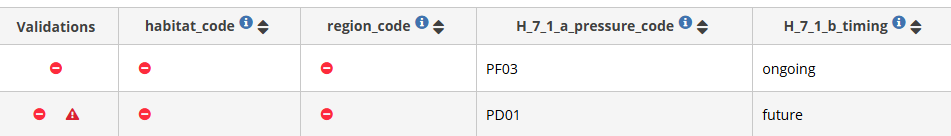 Validations habitat_code region_code H_7_1_a_pressure_code H_7_1_b_timing
PF03 ongoing
PD01 future